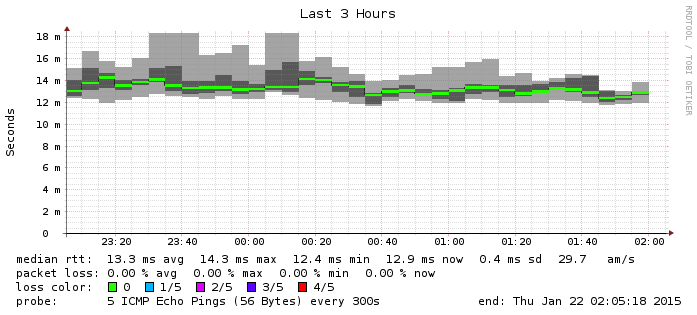 Last 3 Hours
RRDTOOL / TOBI OETIKER
Seconds
18 m
16 m
14 m
12 m
10 m
8 m
6 m
4 m
2 m
0
23:20 23:40 00:00 00:20 00:40 01:00 01:20 01:40 02:00
median rtt: 13.3 ms avg 14.3 ms max 12.4 ms min 12.9 ms now 0.4 ms sd 29.7 am/s
packet loss: 0.00 % avg 0.00 % max 0.00 % min 0.00 % now
loss color: 0 1/5 2/5 3/5 4/5
probe: 5 ICMP Echo Pings (56 Bytes) every 300s end: Thu Jan 22 02:05:18 2015